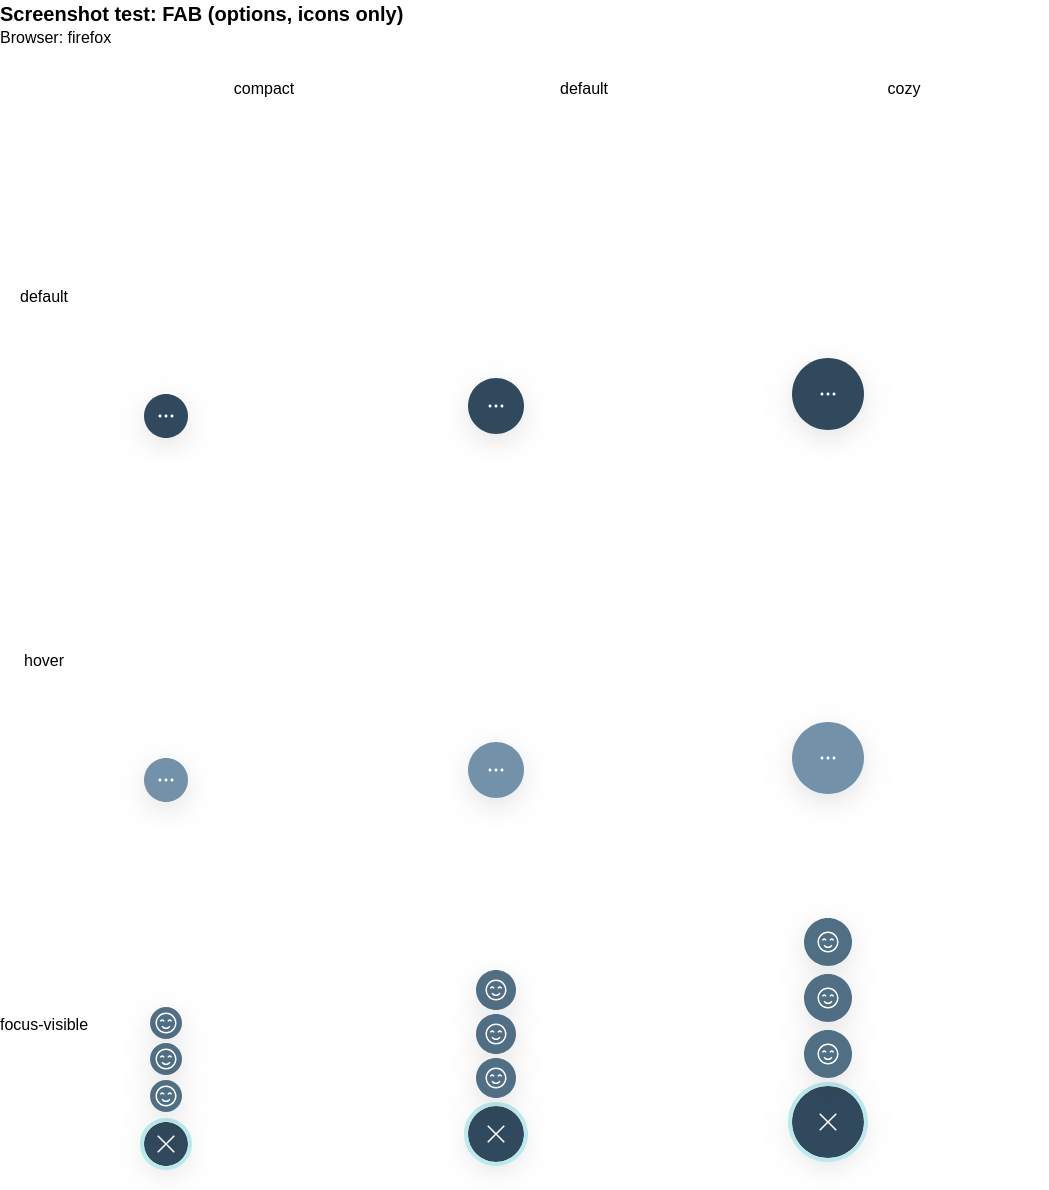 Screenshot test: FAB (options, icons only)
Browser: firefox
compact default cozy
default
hover
focus-visible